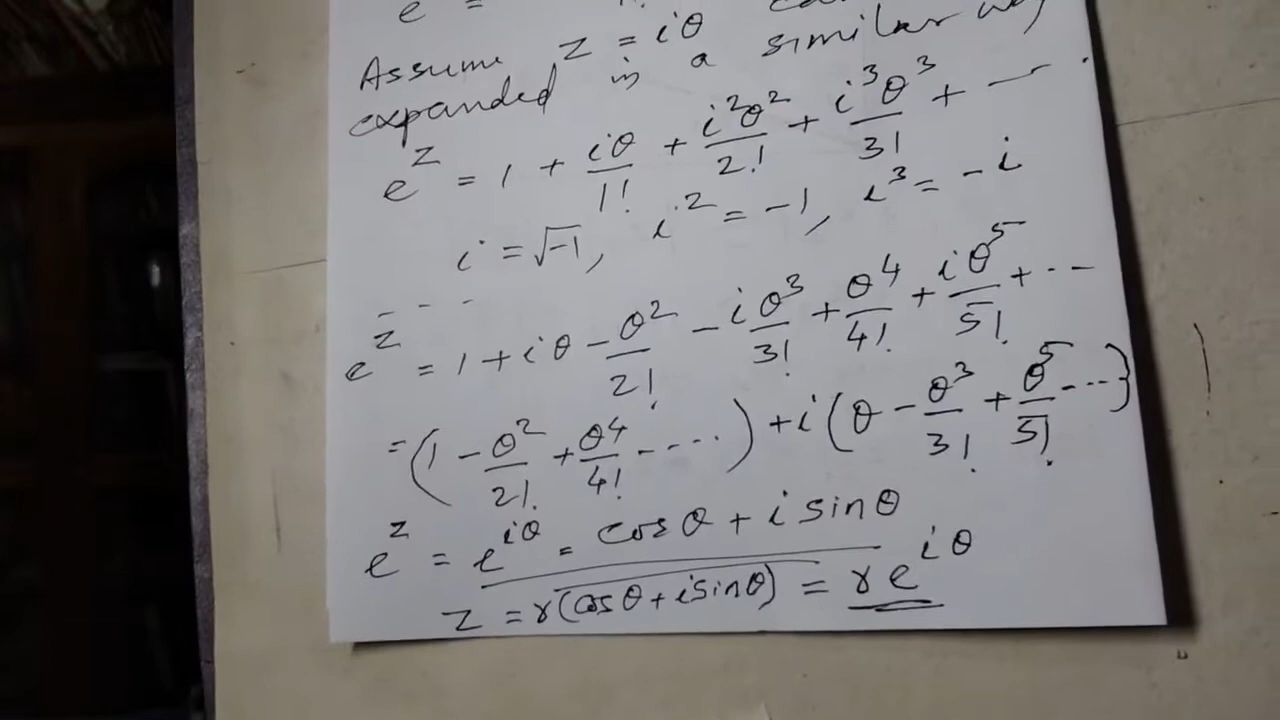 e =
Assume z = iθ
expanded in a similar way
e^z = 1 + iθ/1! + i²θ²/2! + i³θ³/3! + — .
i = √-1, i² = -1, i³ = -i
- - -
e^z = 1 + iθ - θ²/2! - iθ³/3! + θ⁴/4! + iθ⁵/5! + ...
= (1 - θ²/2! + θ⁴/4! - ....) + i(θ - θ³/3! + θ⁵/5! - ...}
e^z = e^iθ = cosθ + i sinθ
z = r(cosθ + isinθ) = re^iθ